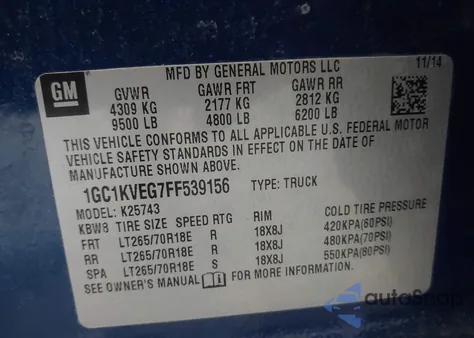 MFD BY GENERAL MOTORS LLC 11/14
GM
GVWR GAWR FRT GAWR RR
4309 KG 2177 KG 2812 KG
9500 LB 4800 LB 6200 LB
THIS VEHICLE CONFORMS TO ALL APPLICABLE U.S. FEDERAL MOTOR
VEHICLE SAFETY STANDARDS IN EFFECT ON THE DATE OF
MANUFACTURE SHOWN ABOVE.
1GC1KVEG7FF539156 TYPE: TRUCK
MODEL: K25743
KBW8 TIRE SIZE SPEED RTG RIM COLD TIRE PRESSURE
FRT LT265/70R18E R 18X8J 420KPA(60PSI)
RR LT265/70R18E R 18X8J 480KPA(70PSI)
SPA LT265/70R18E S 18X8J 550KPA(80PSI)
SEE OWNER'S MANUAL FOR MORE INFORMATION.
autoSnap